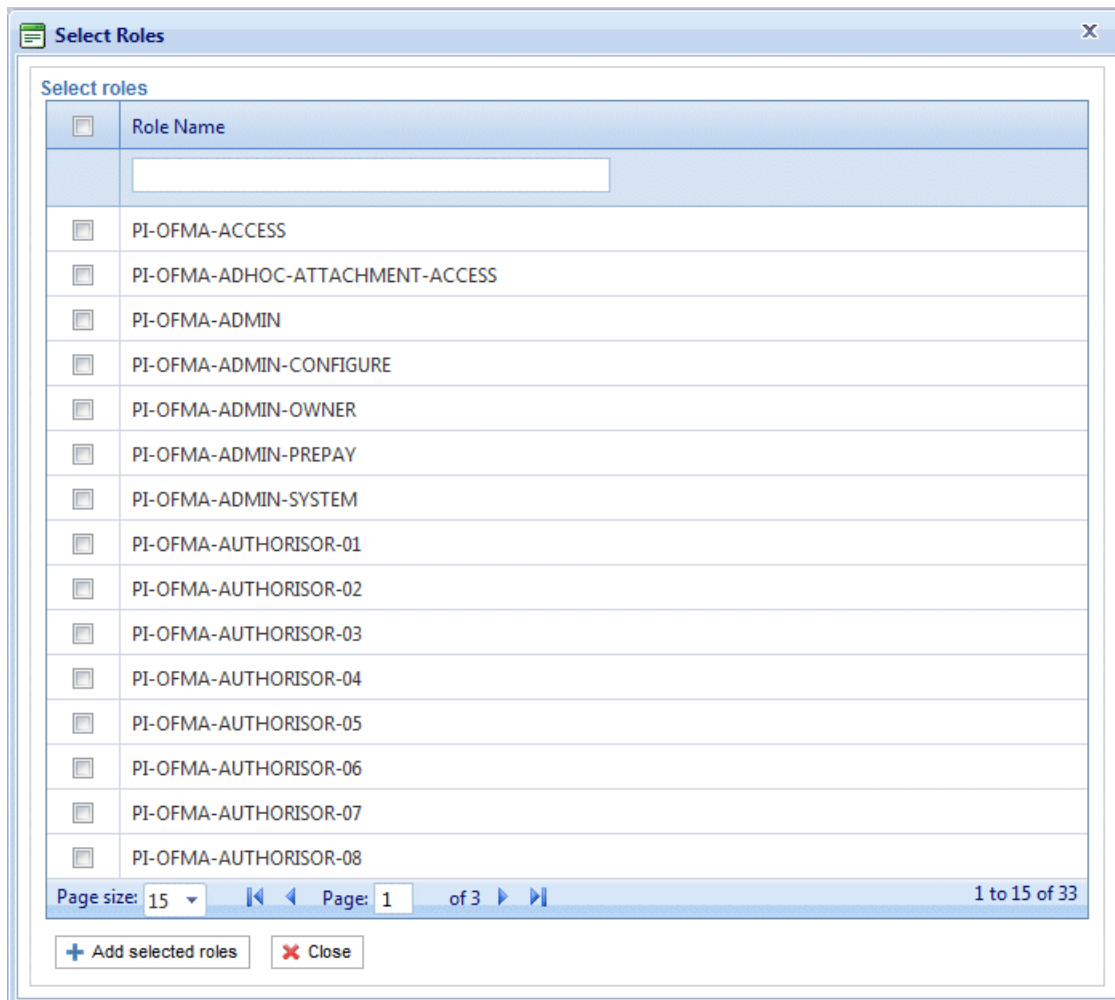 Select Roles
Select roles
Role Name
PI-OFMA-ACCESS
PI-OFMA-ADHOC-ATTACHMENT-ACCESS
PI-OFMA-ADMIN
PI-OFMA-ADMIN-CONFIGURE
PI-OFMA-ADMIN-OWNER
PI-OFMA-ADMIN-PREPAY
PI-OFMA-ADMIN-SYSTEM
PI-OFMA-AUTHORISOR-01
PI-OFMA-AUTHORISOR-02
PI-OFMA-AUTHORISOR-03
PI-OFMA-AUTHORISOR-04
PI-OFMA-AUTHORISOR-05
PI-OFMA-AUTHORISOR-06
PI-OFMA-AUTHORISOR-07
PI-OFMA-AUTHORISOR-08
Page size: 15 Page: 1 of 3 1 to 15 of 33
Add selected roles Close